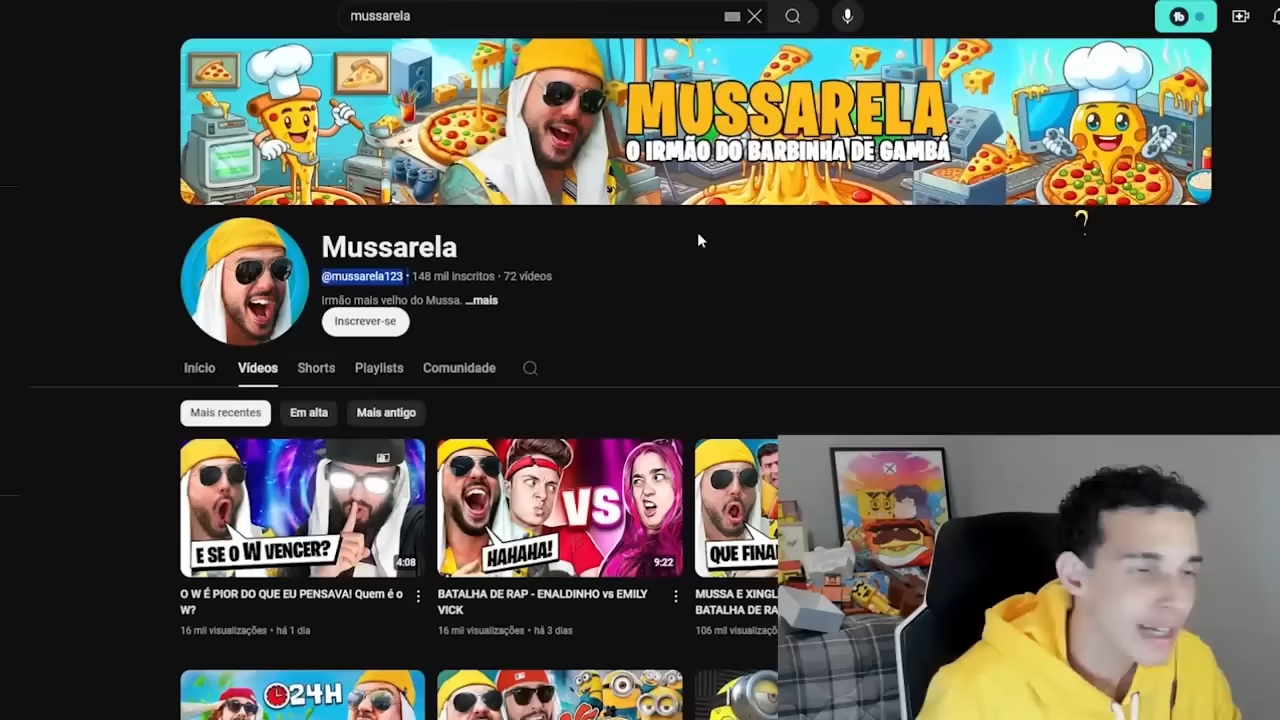 mussarela
MUSSARELA
O IRMÃO DO BARBINHA DE GAMBÁ
?
Mussarela
@mussarela123 · 148 mil inscritos · 72 vídeos
Irmão mais velho do Mussa. ...mais
Inscrever-se
Início Vídeos Shorts Playlists Comunidade
Mais recentes Em alta Mais antigo
E SE O W VENCER?
4:08
VS
HAHAHA!
9:22
QUE FINA
O W É PIOR DO QUE EU PENSAVA! Quem é o
W?
16 mil visualizações • há 1 dia
BATALHA DE RAP - ENALDINHO vs EMILY
VICK
16 mil visualizações • há 3 dias
MUSSA E XINGL
BATALHA DE RA
106 mil visualizaçõ
24H